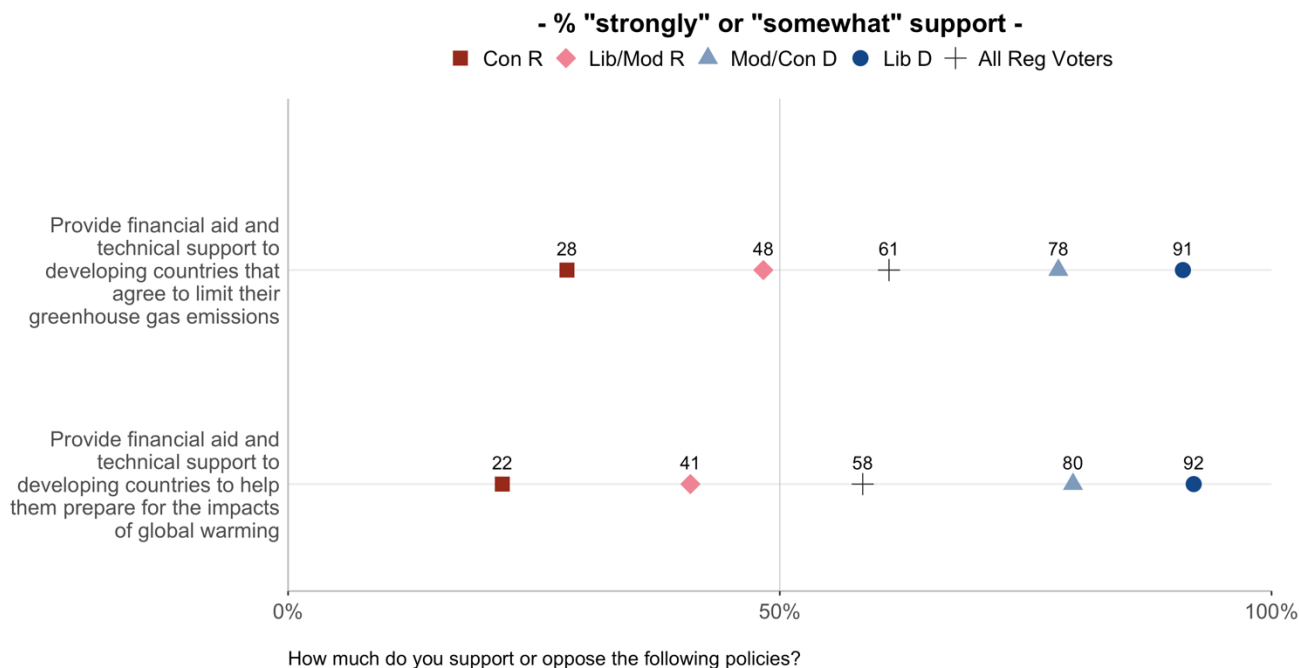 - % "strongly" or "somewhat" support -
Con R Lib/Mod R Mod/Con D Lib D All Reg Voters
Provide financial aid and
technical support to
developing countries that
agree to limit their
greenhouse gas emissions
28 48 61 78 91
Provide financial aid and
technical support to
developing countries to help
them prepare for the impacts
of global warming
22 41 58 80 92
0% 50% 100%
How much do you support or oppose the following policies?